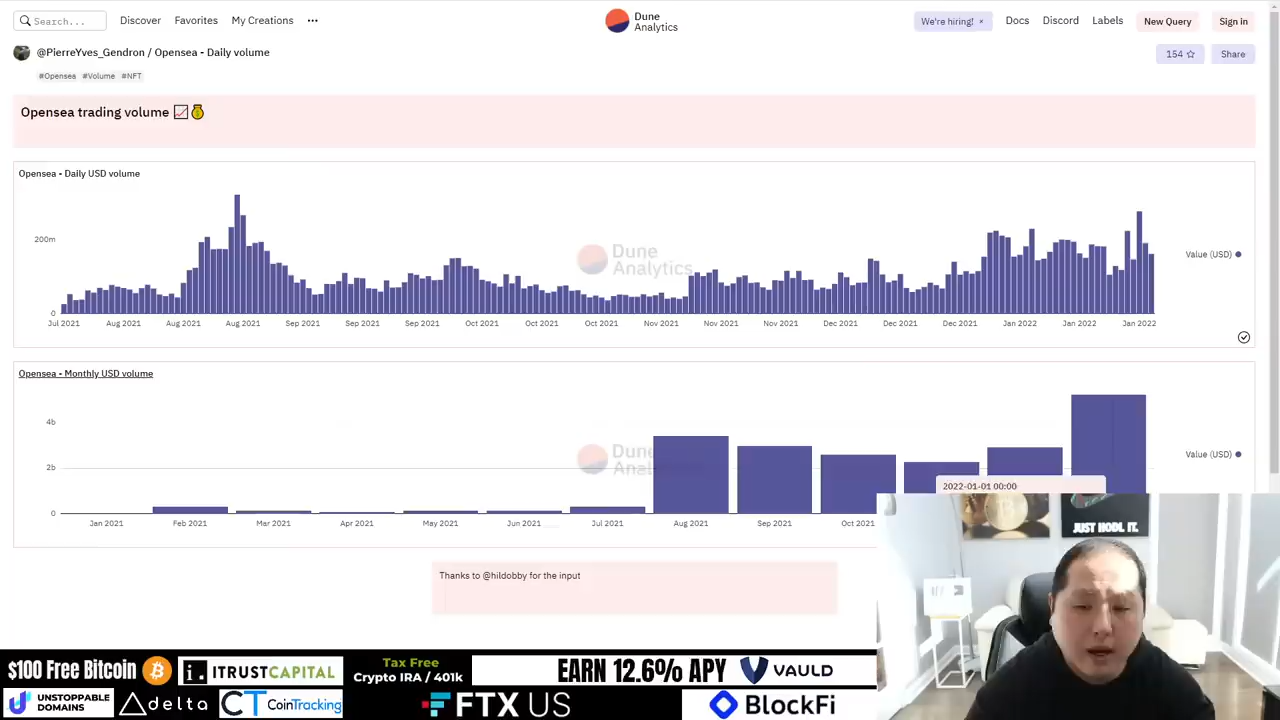 Search...
Discover
Favorites
My Creations
...
Dune
Analytics
We're hiring! ×
Docs
Discord
Labels
New Query
Sign in
@PierreYves_Gendron / Opensea - Daily volume
154
Share
#Opensea #Volume #NFT
Opensea trading volume
Opensea - Daily USD volume
200m
0
Dune
Analytics
Value (USD)
Jul 2021 Aug 2021 Aug 2021 Aug 2021 Sep 2021 Sep 2021 Sep 2021 Oct 2021 Oct 2021 Oct 2021 Nov 2021 Nov 2021 Nov 2021 Dec 2021 Dec 2021 Dec 2021 Jan 2022 Jan 2022 Jan 2022
Opensea - Monthly USD volume
4b
2b
0
Dune
Value (USD)
2022-01-01 00:00
Jan 2021 Feb 2021 Mar 2021 Apr 2021 May 2021 Jun 2021 Jul 2021 Aug 2021 Sep 2021 Oct 2021
JUST HODL IT.
Thanks to @hildobby for the input
$100 Free Bitcoin
i. ITRUSTCAPITAL
Tax Free
Crypto IRA / 401k
EARN 12.6% APY
VAULD
UNSTOPPABLE
DOMAINS
delta
CT CoinTracking
FTX US
BlockFi